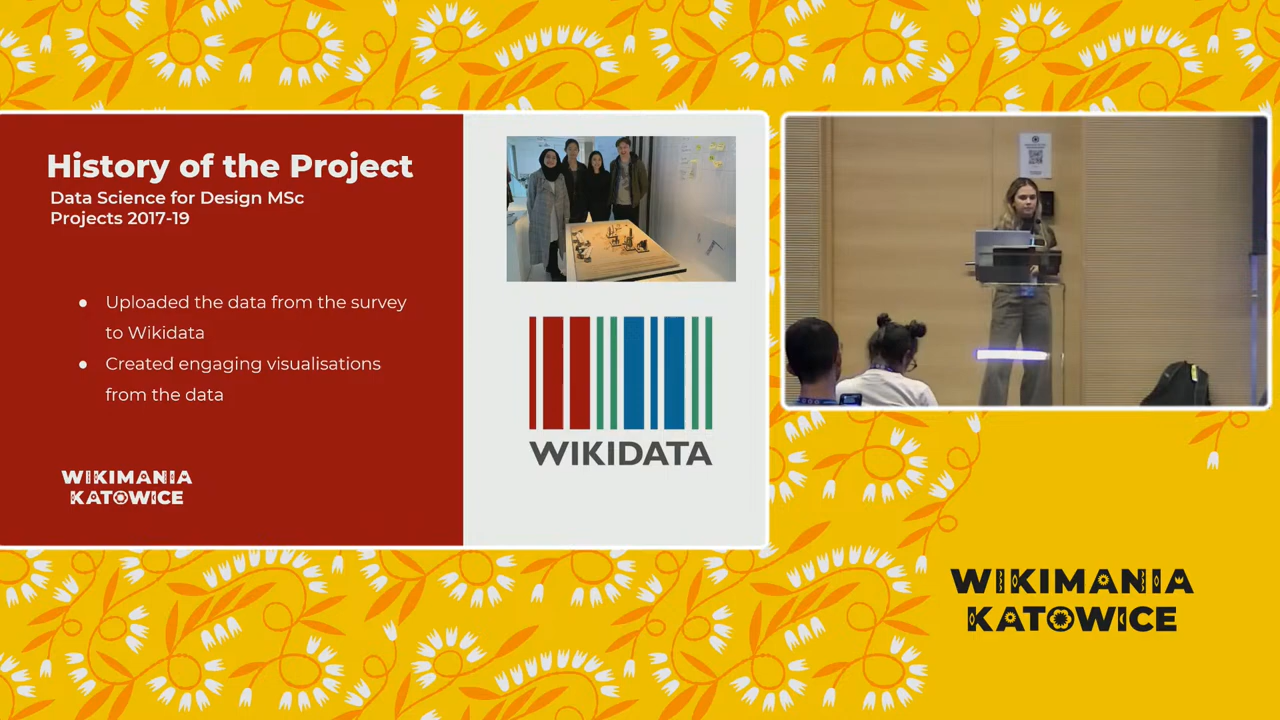 History of the Project
Data Science for Design MSc
Projects 2017-19
● Uploaded the data from the survey
to Wikidata
● Created engaging visualisations
from the data
WIKIMANIA
KATOWICE
WIKIDATA
WIKIMANIA
KATOWICE